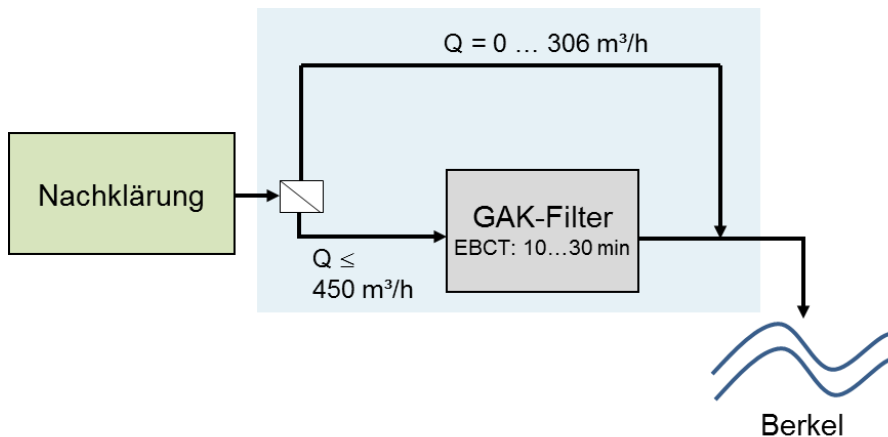 Q = 0 … 306 m³/h
Nachklärung
GAK-Filter
EBCT: 10…30 min
Q ≤
450 m³/h
Berkel